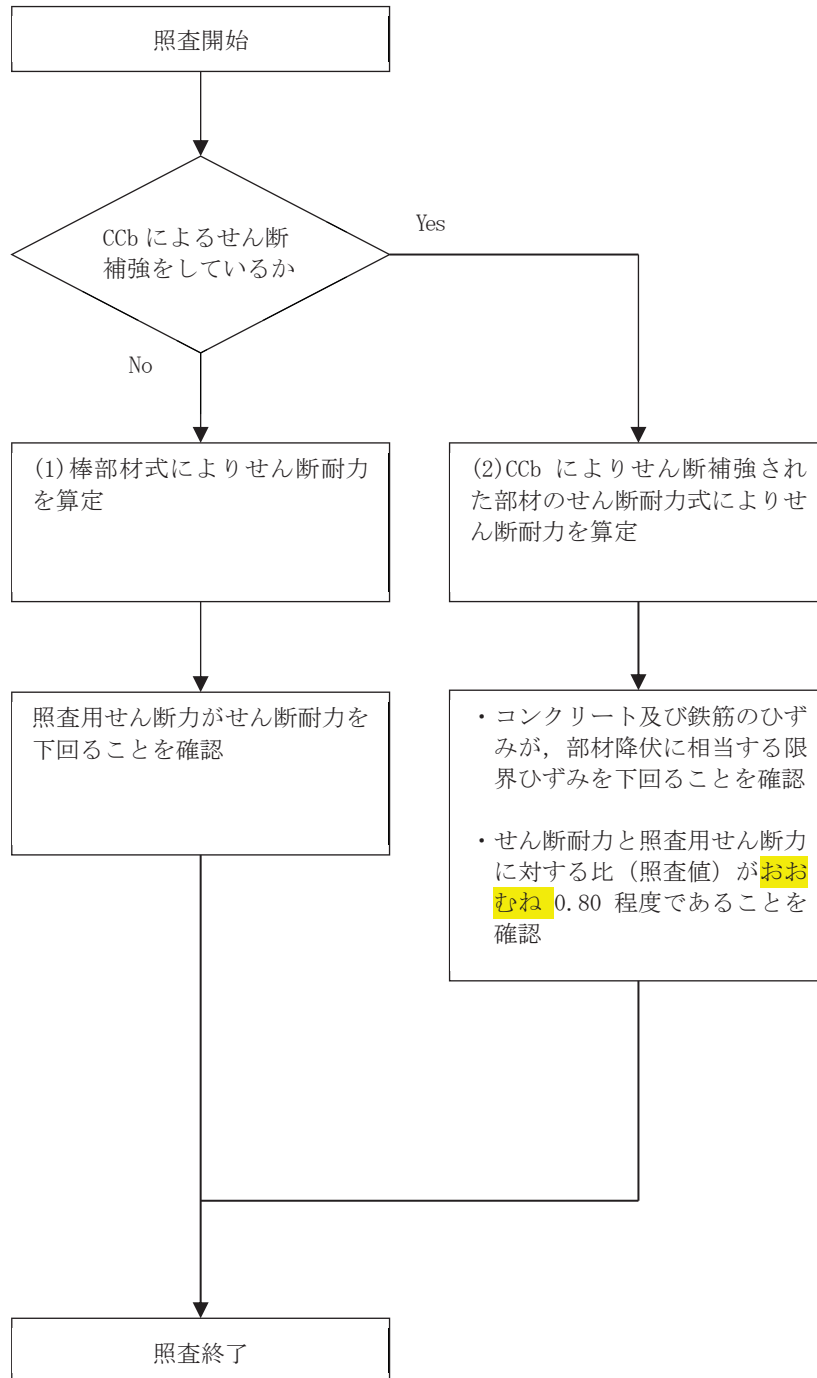 照査開始
CCb によるせん断
補強をしているか
Yes
No
(1)棒部材式によりせん断耐力
を算定
(2)CCb によりせん断補強され
た部材のせん断耐力式によりせ
ん断耐力を算定
照査用せん断力がせん断耐力を
下回ることを確認
・コンクリート及び鉄筋のひず
みが，部材降伏に相当する限
界ひずみを下回ることを確認
・せん断耐力と照査用せん断力
に対する比（照査値）がおお
むね 0.80 程度であることを
確認
照査終了